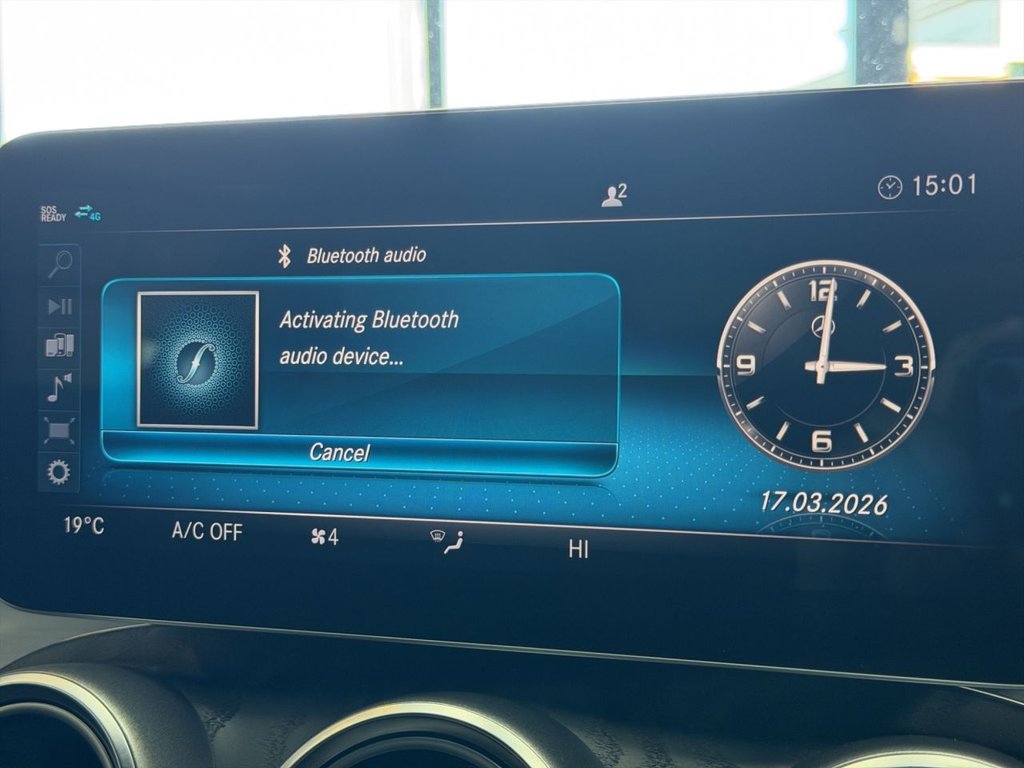 SOS
READY
4G
2
15:01
Bluetooth audio
Activating Bluetooth
audio device...
Cancel
12
9
3
6
17.03.2026
19°C
A/C OFF
4
HI